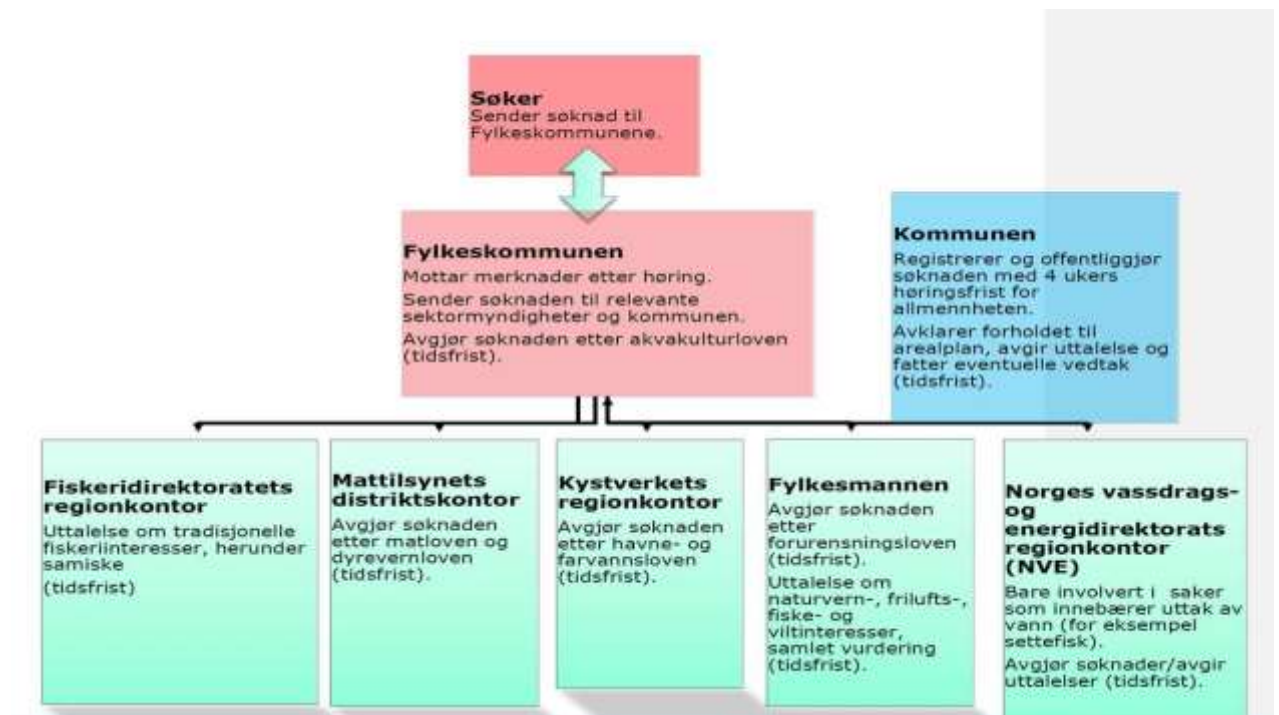 Søker
Sender søknad til
Fylkeskommunene.
Fylkeskommunen
Mottar merknader etter høring.
Sender søknaden til relevante
sektormyndigheter og kommunen.
Avgjør søknaden etter akvakulturloven
(tidsfrist).
Kommunen
Registrerer og offentliggjør
søknaden med 4 ukers
høringsfrist for
allmennheten.
Avklarer forholdet til
arealplan, avgir uttalelse og
fatter eventuelle vedtak
(tidsfrist).
Fiskeridirektoratets
regionkontor
Uttalelse om tradisjonelle
fiskeriinteresser, herunder
samiske
(tidsfrist)
Mattilsynets
distriktskontor
Avgjør søknaden
etter matloven og
dyrevernloven
(tidsfrist).
Kystverkets
regionkontor
Avgjør søknaden
etter havne- og
farvannsloven
(tidsfrist).
Fylkesmannen
Avgjør søknaden
etter
forurensningsloven
(tidsfrist).
Uttalelse om
naturvern-, frilufts-,
fiske- og
viltinteresser,
samlet vurdering
(tidsfrist).
Norges vassdrags-
og
energidirektorats
regionkontor
(NVE)
Bare involvert i saker
som innebærer uttak av
vann (for eksempel
settefisk).
Avgjør søknader/avgir
uttalelser (tidsfrist).